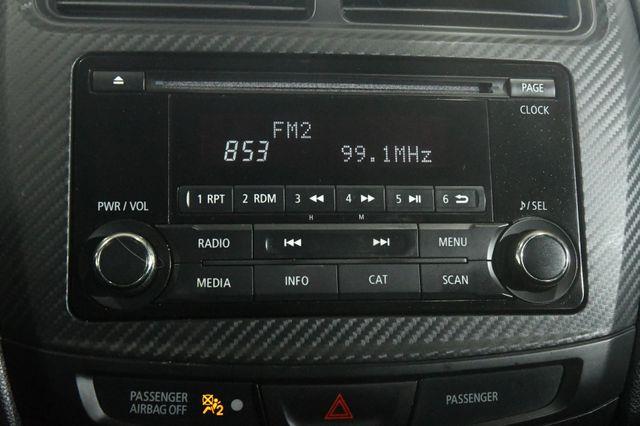 PAGE
CLOCK
FM2
853 99.1MHz
1 RPT 2 RDM 3 4 5 6
H M
PWR / VOL
♪/SEL
RADIO MENU
MEDIA INFO CAT SCAN
PASSENGER
AIRBAG OFF
2
PASSENGER